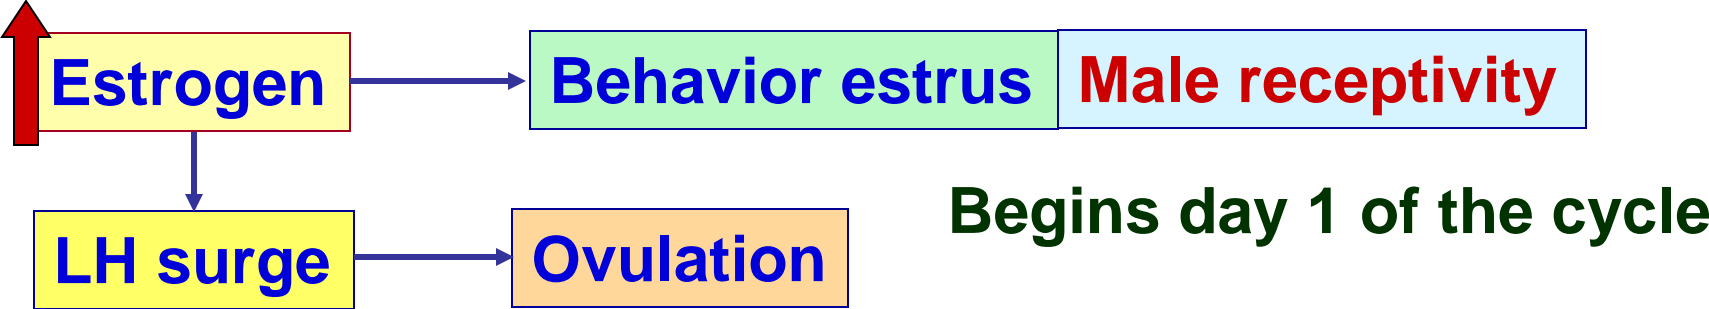 Estrogen
Behavior estrus
Male receptivity
Begins day 1 of the cycle
LH surge
Ovulation